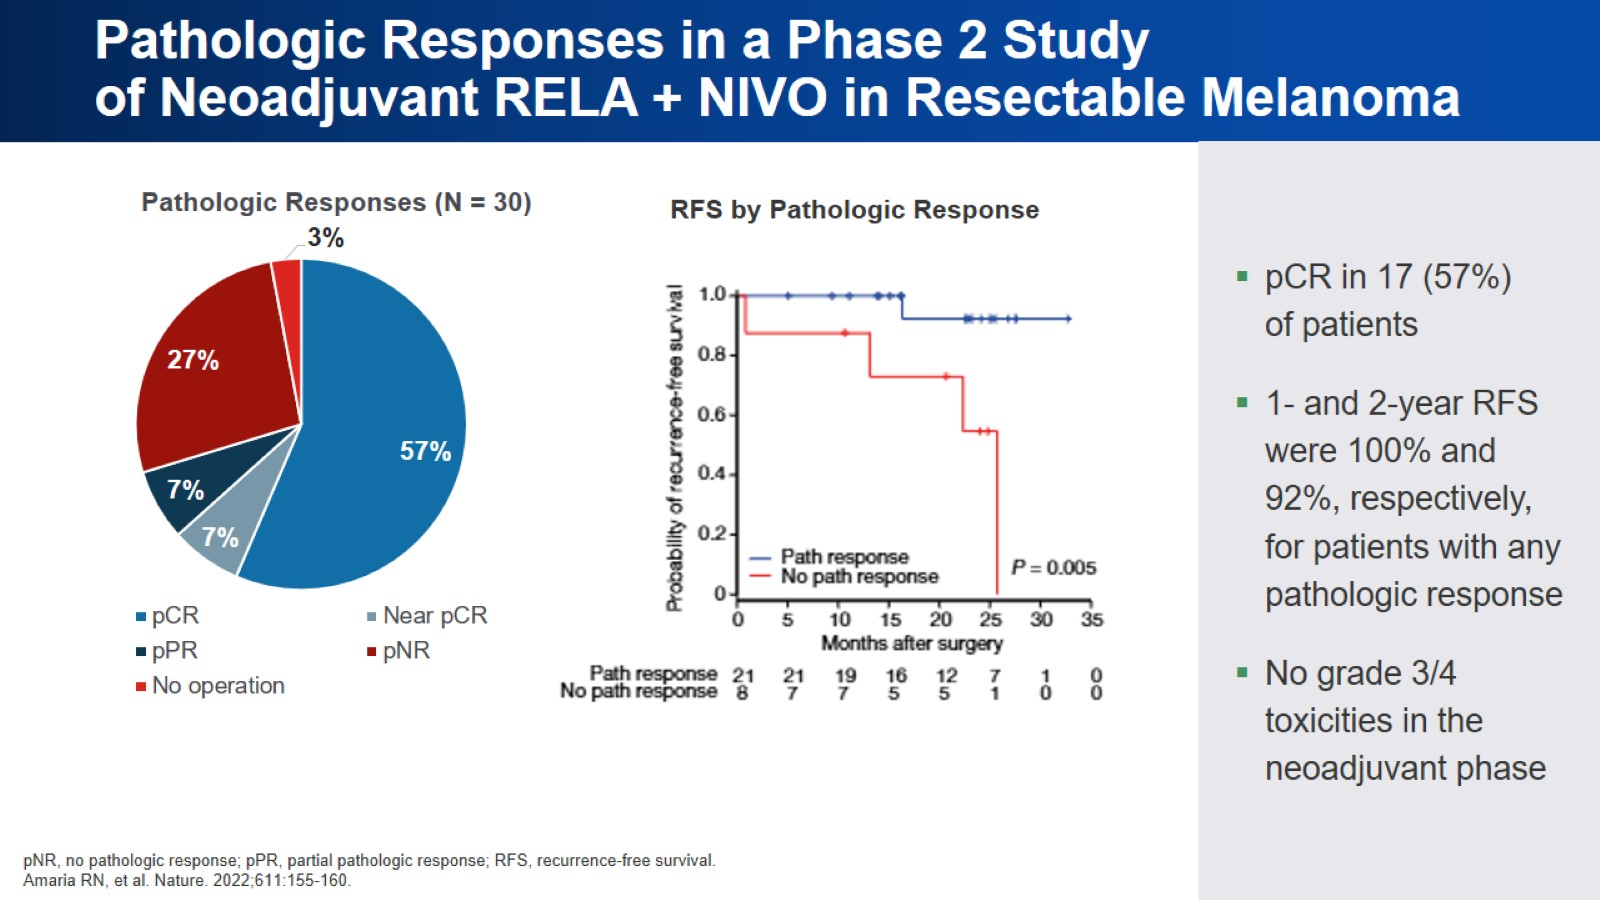 Pathologic Responses in a Phase 2 Study
of Neoadjuvant RELA + NIVO in Resectable Melanoma
Pathologic Responses (N = 30)
3%
27%
57%
7%
7%
pCR
Near pCR
pPR
pNR
No operation
RFS by Pathologic Response
Probability of recurrence-free survival
1.0
0.8
0.6
0.4
0.2
0
Path response
No path response
P = 0.005
0 5 10 15 20 25 30 35
Months after surgery
Path response 21 21 19 16 12 7 1 0
No path response 8 7 7 5 5 1 0 0
▪ pCR in 17 (57%)
of patients
▪ 1- and 2-year RFS
were 100% and
92%, respectively,
for patients with any
pathologic response
▪ No grade 3/4
toxicities in the
neoadjuvant phase
pNR, no pathologic response; pPR, partial pathologic response; RFS, recurrence-free survival.
Amaria RN, et al. Nature. 2022;611:155-160.